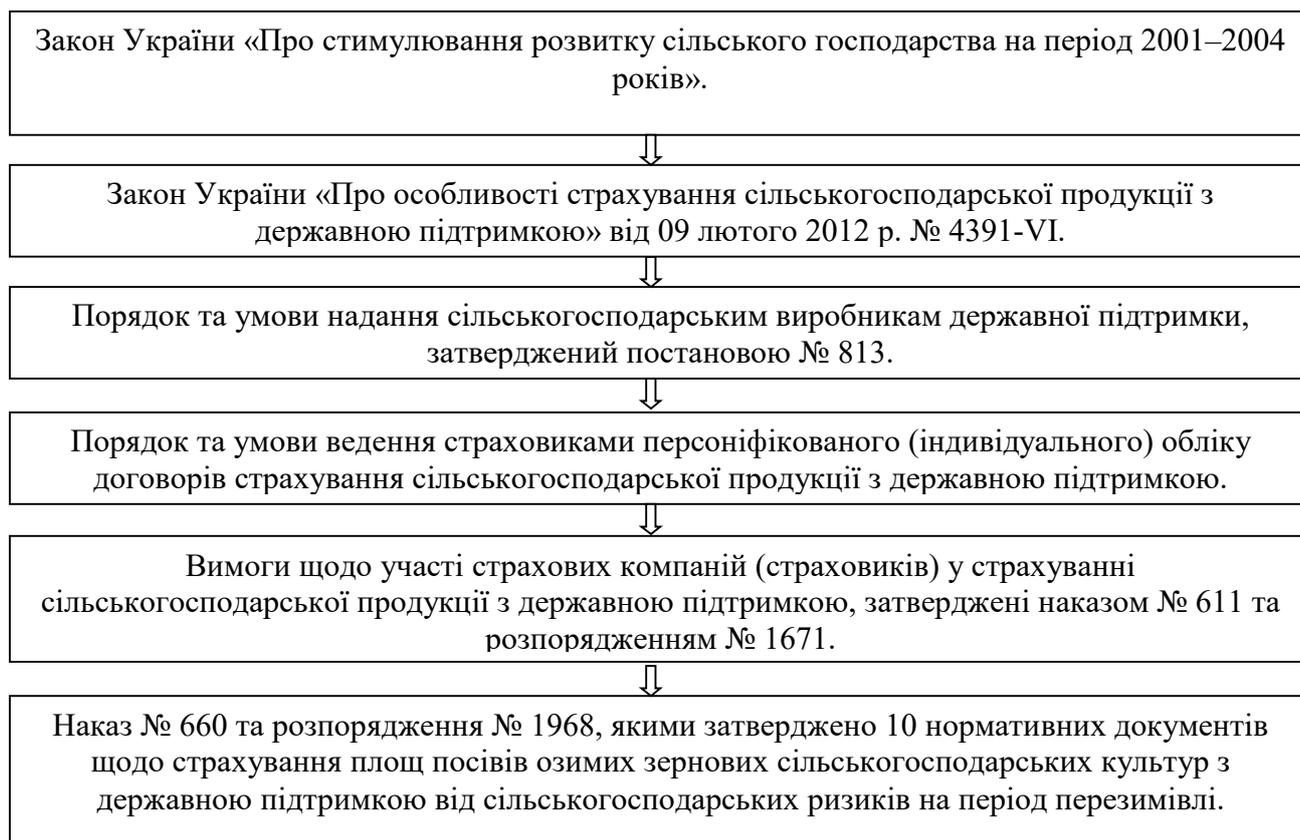 Закон України «Про стимулювання розвитку сільського господарства на період 2001–2004
років».
Закон України «Про особливості страхування сільськогосподарської продукції з
державною підтримкою» від 09 лютого 2012 р. № 4391-VI.
Порядок та умови надання сільськогосподарським виробникам державної підтримки,
затверджений постановою № 813.
Порядок та умови ведення страховиками персоніфікованого (індивідуального) обліку
договорів страхування сільськогосподарської продукції з державною підтримкою.
Вимоги щодо участі страхових компаній (страховиків) у страхуванні
сільськогосподарської продукції з державною підтримкою, затверджені наказом № 611 та
розпорядженням № 1671.
Наказ № 660 та розпорядження № 1968, якими затверджено 10 нормативних документів
щодо страхування площ посівів озимих зернових сільськогосподарських культур з
державною підтримкою від сільськогосподарських ризиків на період перезимівлі.